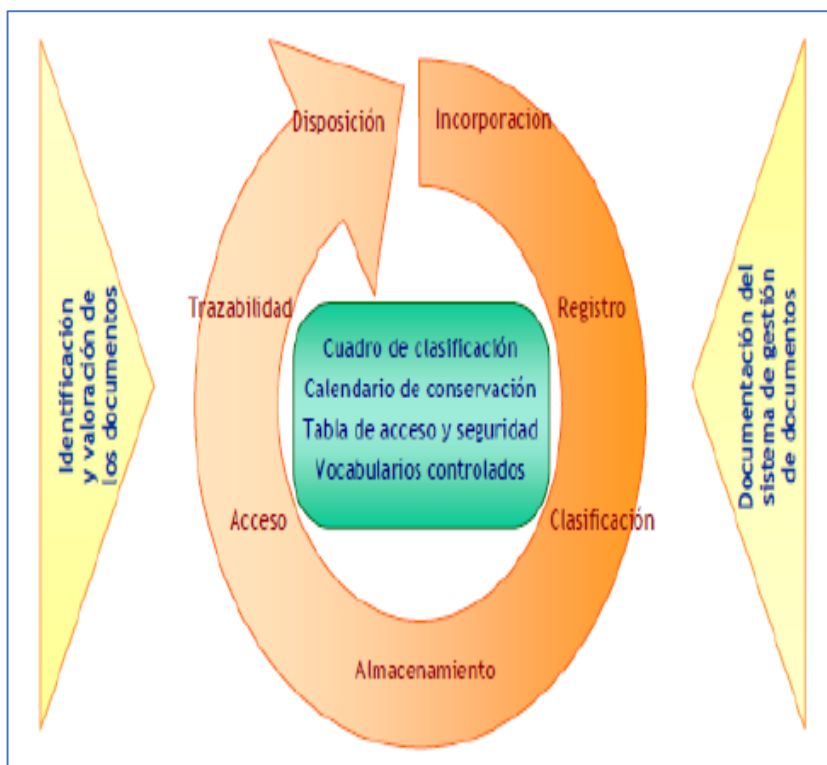 Disposición
Incorporación
Trazabilidad
Registro
Identificación
y valoración de
los documentos
Cuadro de clasificación
Calendario de conservación
Tabla de acceso y seguridad
Vocabularios controlados
Documentación del
sistema de gestión
de documentos
Acceso
Clasificación
Almacenamiento